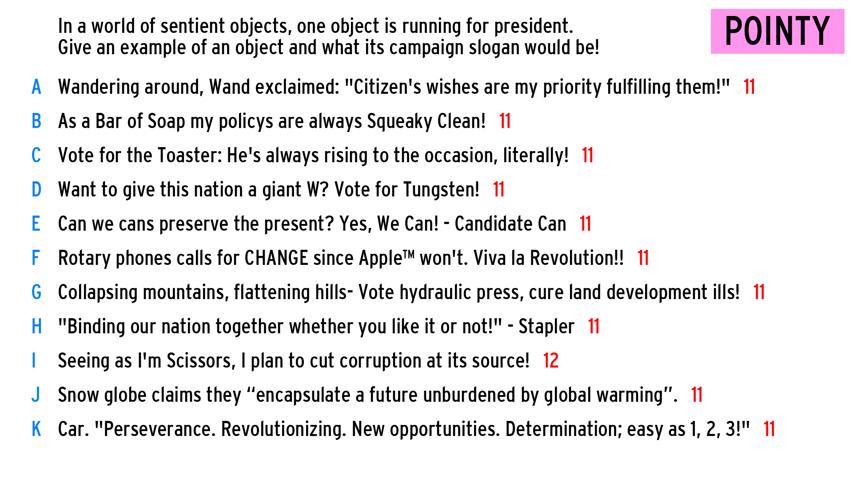 In a world of sentient objects, one object is running for president.
Give an example of an object and what its campaign slogan would be!
POINTY
A Wandering around, Wand exclaimed: "Citizen's wishes are my priority fulfilling them!" 11
B As a Bar of Soap my policys are always Squeaky Clean! 11
C Vote for the Toaster: He's always rising to the occasion, literally! 11
D Want to give this nation a giant W? Vote for Tungsten! 11
E Can we cans preserve the present? Yes, We Can! - Candidate Can 11
F Rotary phones calls for CHANGE since Apple™ won't. Viva la Revolution!! 11
G Collapsing mountains, flattening hills- Vote hydraulic press, cure land development ills! 11
H "Binding our nation together whether you like it or not!" - Stapler 11
I Seeing as I'm Scissors, I plan to cut corruption at its source! 12
J Snow globe claims they “encapsulate a future unburdened by global warming”. 11
K Car. "Perseverance. Revolutionizing. New opportunities. Determination; easy as 1, 2, 3!" 11